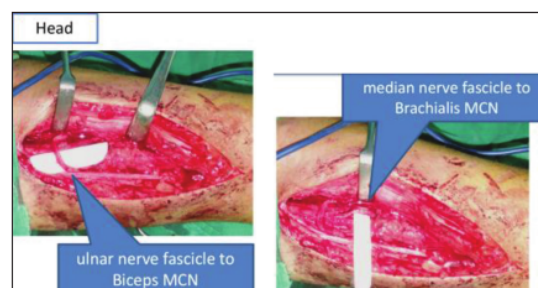 Head
median nerve fascicle to
Brachialis MCN
ulnar nerve fascicle to
Biceps MCN